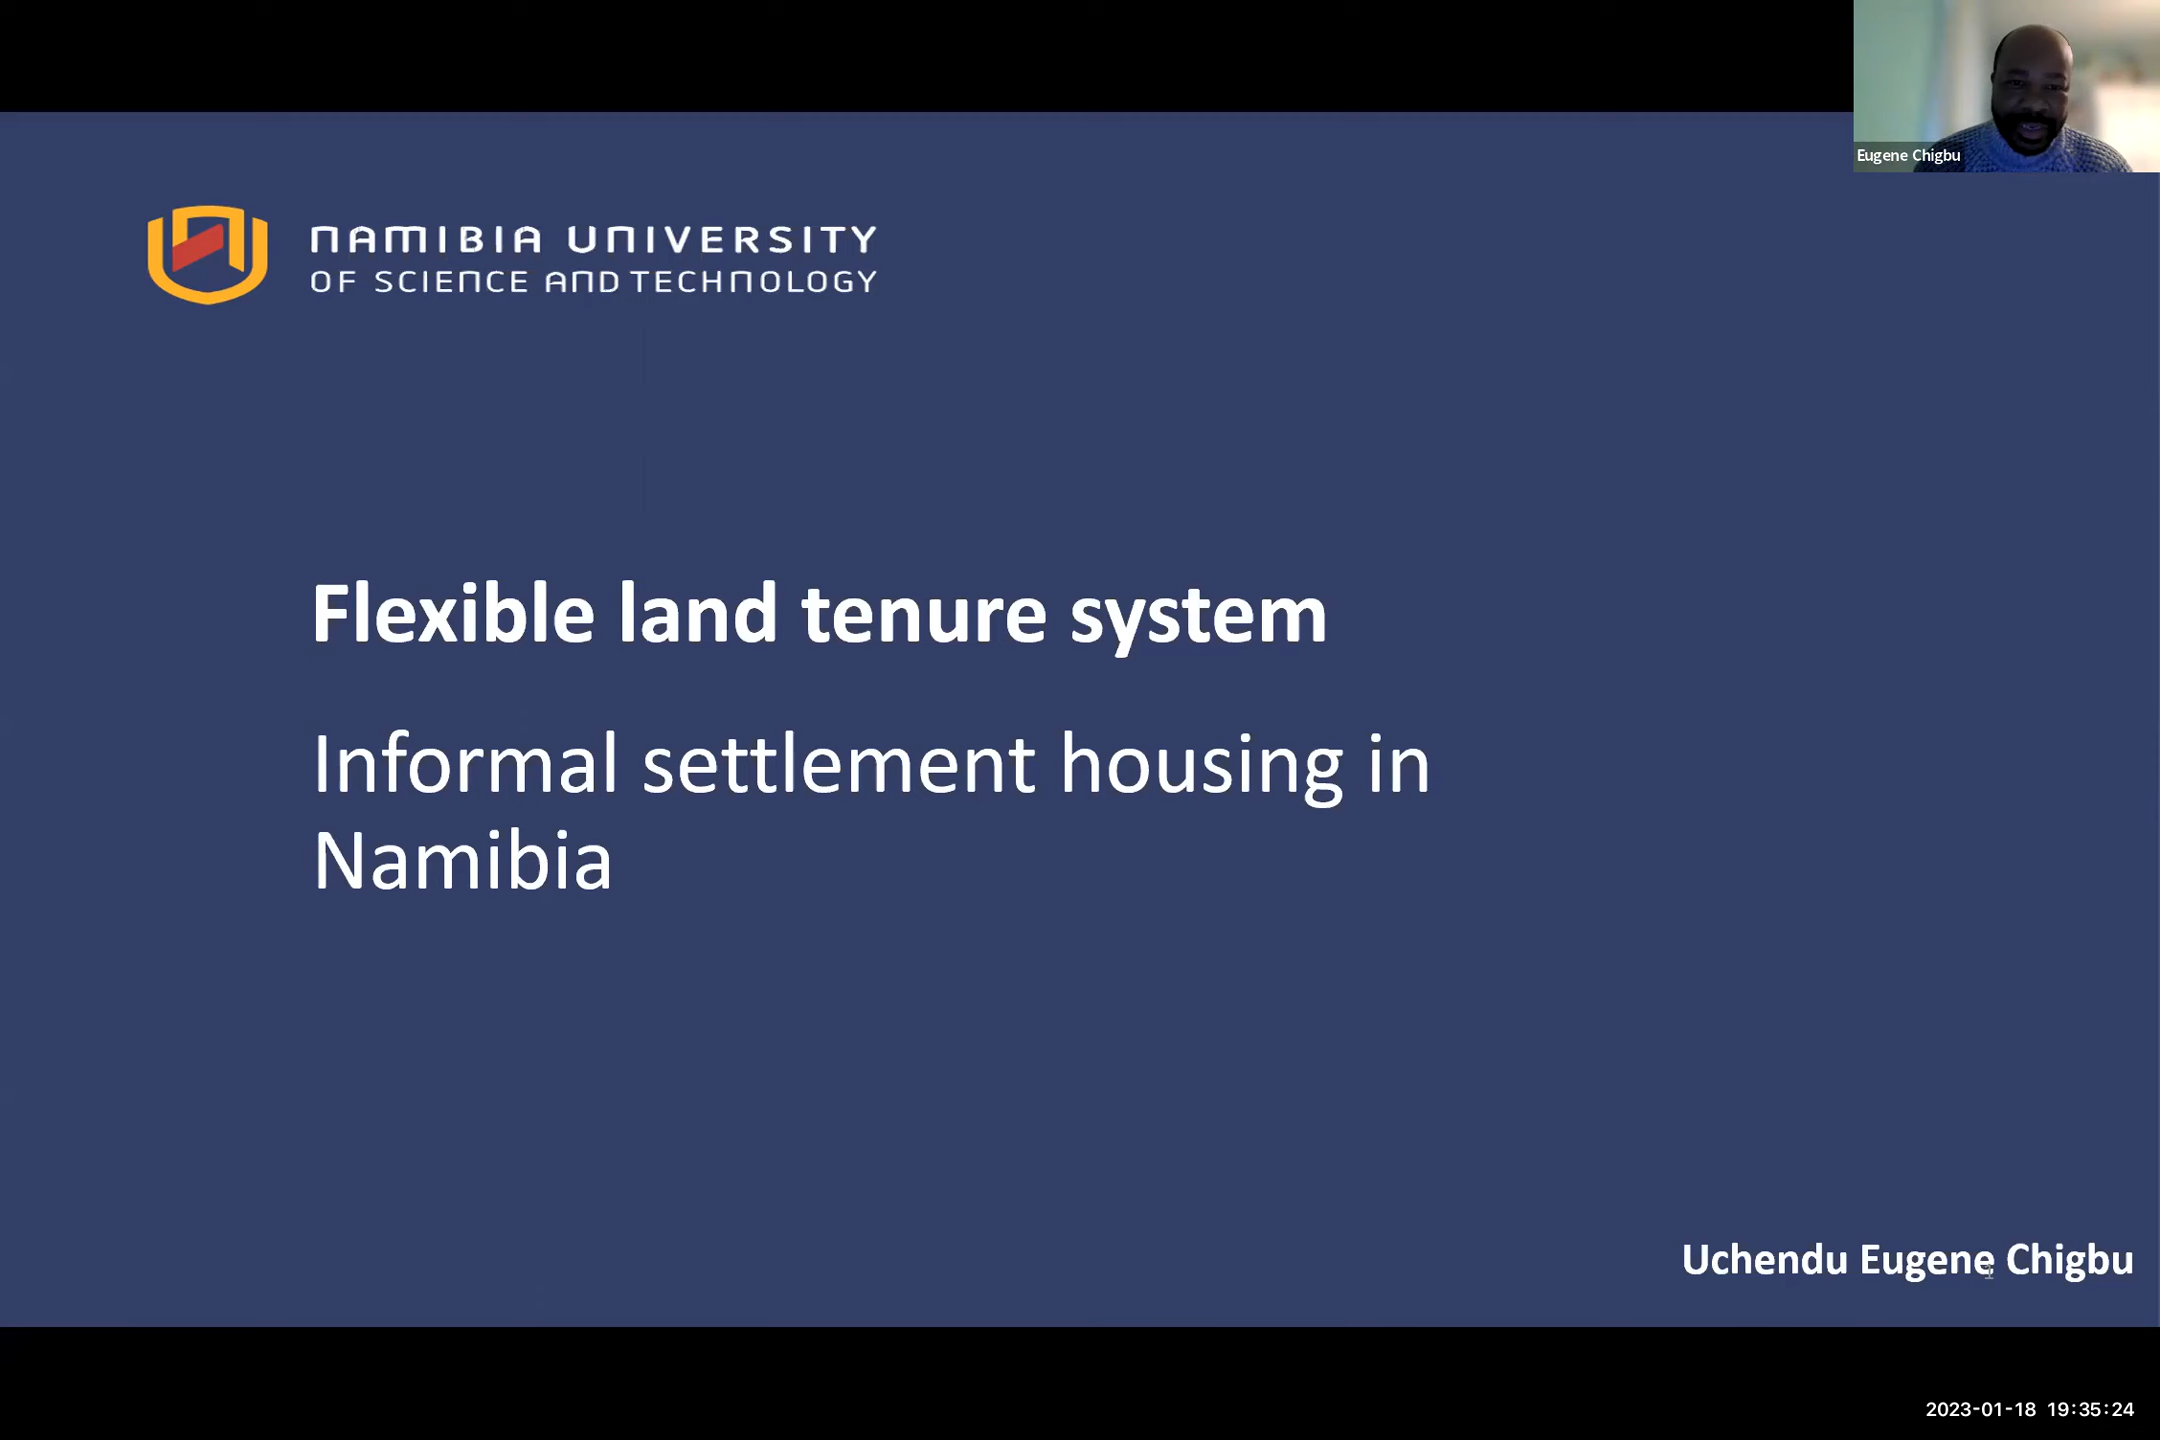 Eugene Chigbu
NAMIBIA UNIVERSITY
OF SCIENCE AND TECHNOLOGY
Flexible land tenure system
Informal settlement housing in
Namibia
Uchendu Eugene Chigbu
2023-01-18 19:35:24